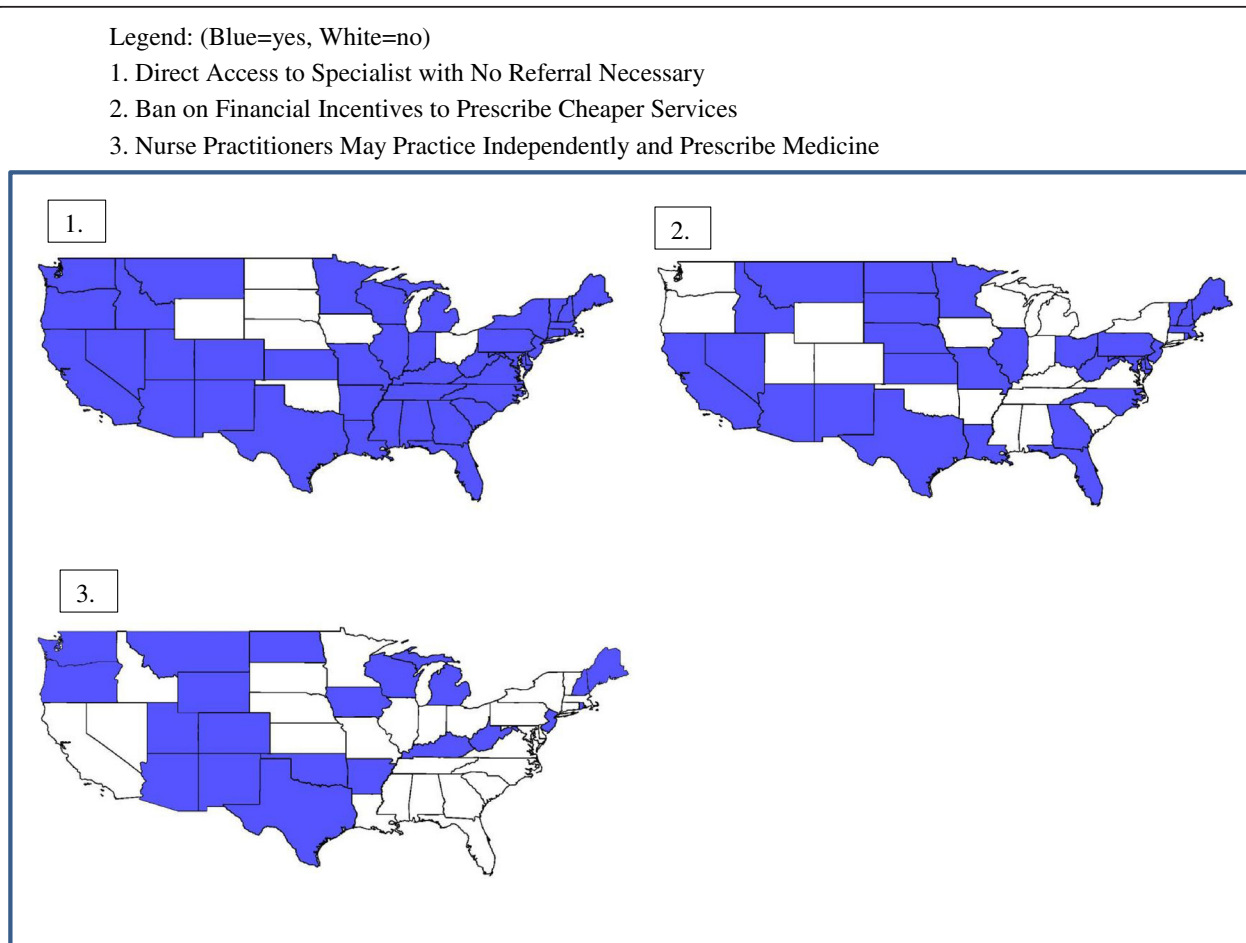 Legend: (Blue=yes, White=no)
1. Direct Access to Specialist with No Referral Necessary
2. Ban on Financial Incentives to Prescribe Cheaper Services
3. Nurse Practitioners May Practice Independently and Prescribe Medicine
1.
2.
3.